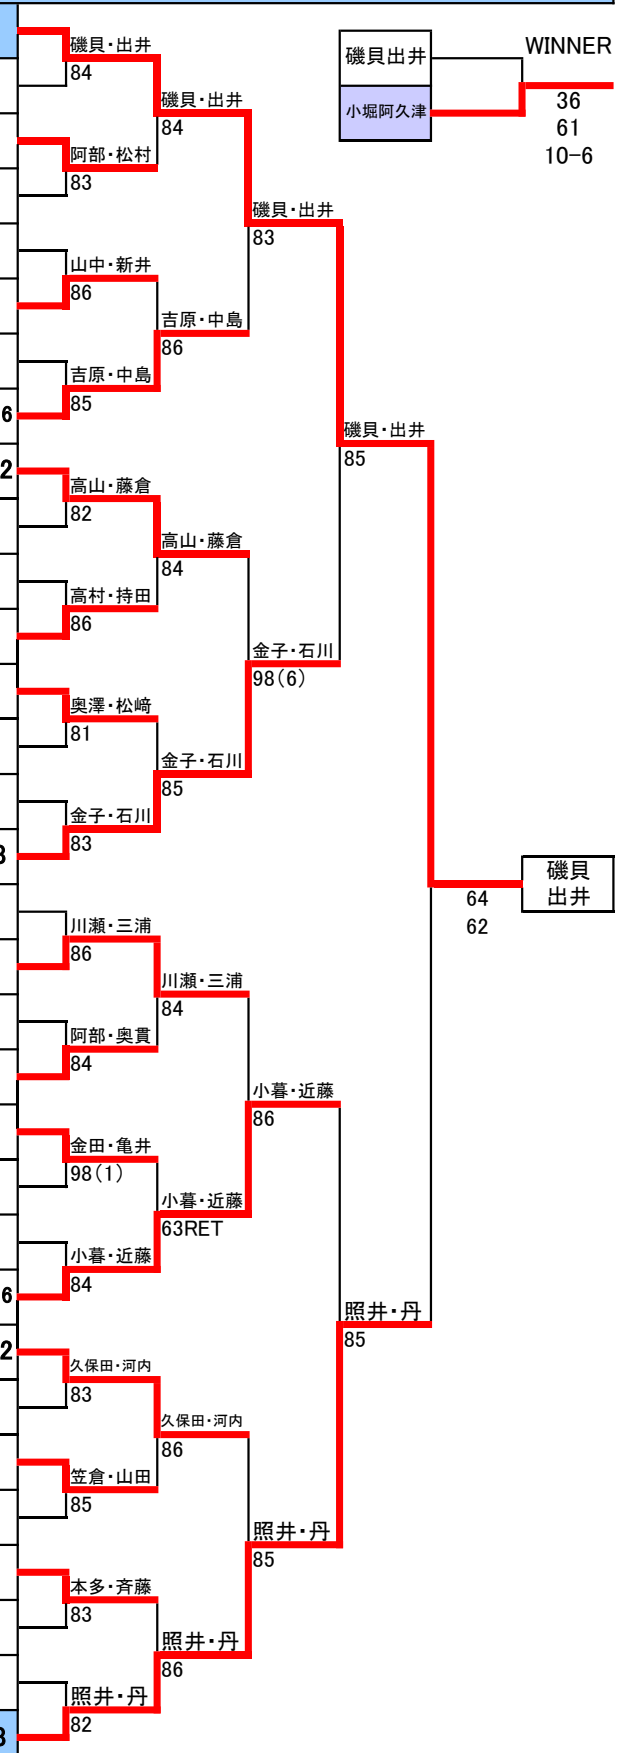 磯貝・出井
84
磯貝出井
WINNER
磯貝・出井
84
小堀阿久津
36
61
10-6
阿部・松村
83
磯貝・出井
83
山中・新井
86
吉原・中島
86
吉原・中島
85
6
磯貝・出井
85
2
高山・藤倉
82
高山・藤倉
84
高村・持田
86
金子・石川
98(6)
奥澤・松﨑
81
金子・石川
85
金子・石川
83
3
磯貝
出井
64
62
川瀬・三浦
86
川瀬・三浦
84
阿部・奥貫
84
小暮・近藤
86
金田・亀井
98(1)
小暮・近藤
63RET
小暮・近藤
84
6
照井・丹
85
2
久保田・河内
83
久保田・河内
86
笠倉・山田
85
照井・丹
85
本多・斉藤
83
照井・丹
86
照井・丹
82
3